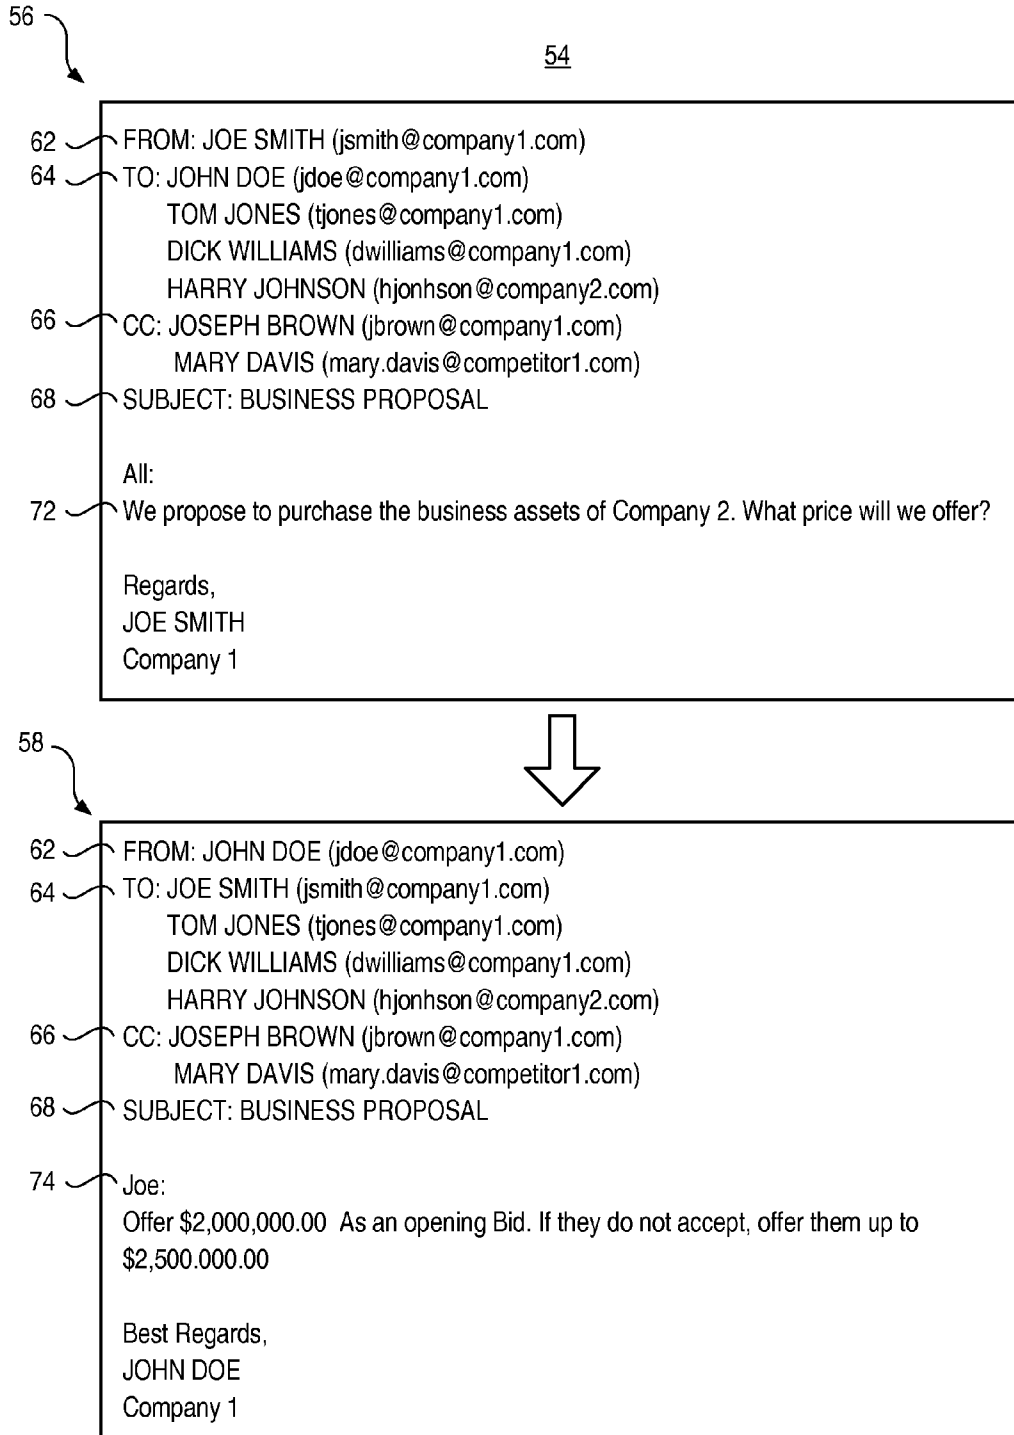 56
54
62 FROM: JOE SMITH (jsmith@company1.com)
64 TO: JOHN DOE (jdoe@company1.com)
TOM JONES (tjones@company1.com)
DICK WILLIAMS (dwilliams@company1.com)
HARRY JOHNSON (hjonhson@company2.com)
66 CC: JOSEPH BROWN (jbrown@company1.com)
MARY DAVIS (mary.davis@competitor1.com)
68 SUBJECT: BUSINESS PROPOSAL
All:
72 We propose to purchase the business assets of Company 2. What price will we offer?
Regards,
JOE SMITH
Company 1
58
62 FROM: JOHN DOE (jdoe@company1.com)
64 TO: JOE SMITH (jsmith@company1.com)
TOM JONES (tjones@company1.com)
DICK WILLIAMS (dwilliams@company1.com)
HARRY JOHNSON (hjonhson@company2.com)
66 CC: JOSEPH BROWN (jbrown@company1.com)
MARY DAVIS (mary.davis@competitor1.com)
68 SUBJECT: BUSINESS PROPOSAL
74 Joe:
Offer $2,000,000.00 As an opening Bid. If they do not accept, offer them up to
$2,500.000.00
Best Regards,
JOHN DOE
Company 1